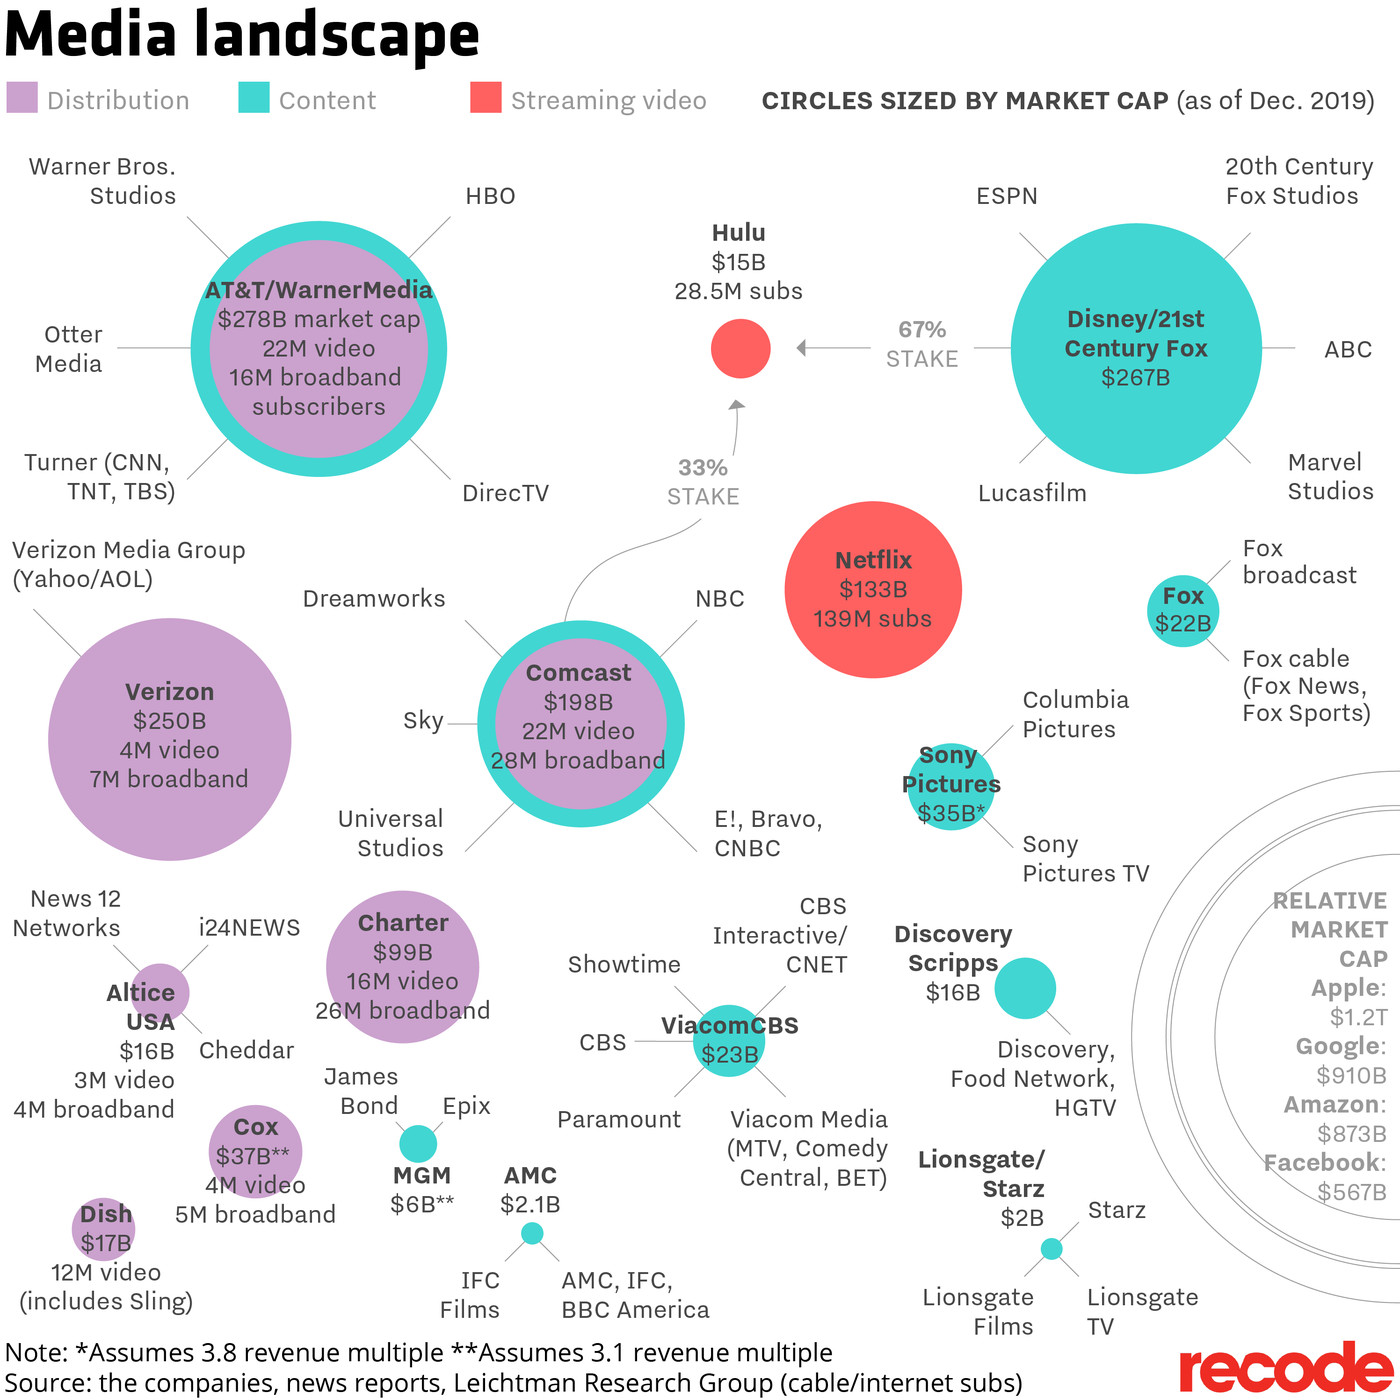 Media landscape
Distribution
Content
Streaming video
CIRCLES SIZED BY MARKET CAP (as of Dec. 2019)
Warner Bros.
Studios
HBO
AT&T/WarnerMedia
$278B market cap
22M video
16M broadband
subscribers
Otter
Media
Turner (CNN,
TNT, TBS)
DirecTV
Hulu
$15B
28.5M subs
67%
STAKE
33%
STAKE
ESPN
20th Century
Fox Studios
Disney/21st
Century Fox
$267B
ABC
Lucasfilm
Marvel
Studios
Verizon Media Group
(Yahoo/AOL)
Verizon
$250B
4M video
7M broadband
Dreamworks
NBC
Comcast
$198B
22M video
28M broadband
Sky
Universal
Studios
E!, Bravo,
CNBC
Netflix
$133B
139M subs
Fox
$22B
Fox
broadcast
Fox cable
(Fox News,
Fox Sports)
Columbia
Pictures
Sony
Pictures
$35B*
Sony
Pictures TV
News 12
Networks
i24NEWS
Altice
USA
$16B
3M video
4M broadband
Cheddar
Charter
$99B
16M video
26M broadband
CBS
Interactive/
CNET
Showtime
ViacomCBS
$23B
CBS
Paramount
Viacom Media
(MTV, Comedy
Central, BET)
Discovery
Scripps
$16B
Discovery,
Food Network,
HGTV
RELATIVE
MARKET
CAP
Apple:
$1.2T
Google:
$910B
Amazon:
$873B
Facebook:
$567B
Cox
$37B**
4M video
5M broadband
James
Bond
Epix
MGM
$6B**
AMC
$2.1B
IFC
Films
AMC, IFC,
BBC America
Lionsgate/
Starz
$2B
Starz
Lionsgate
Films
Lionsgate
TV
Dish
$17B
12M video
(includes Sling)
Note: *Assumes 3.8 revenue multiple **Assumes 3.1 revenue multiple
Source: the companies, news reports, Leichtman Research Group (cable/internet subs)
recode